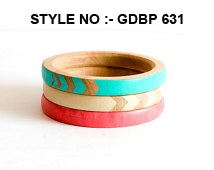 STYLE NO :- GDBP 631